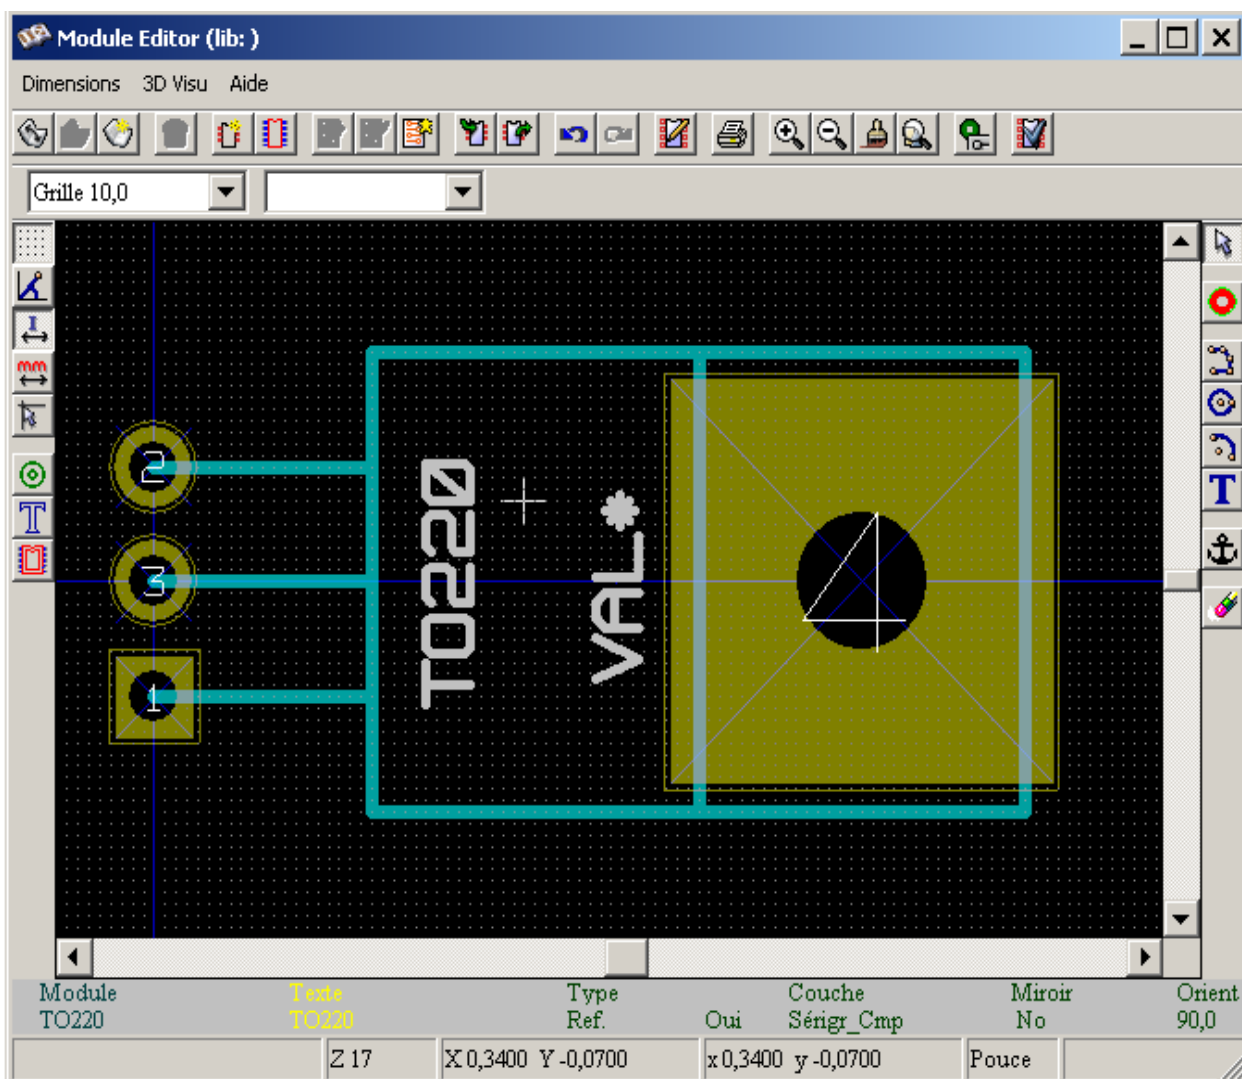 Module Editor (lib: )
Dimensions 3D Visu Aide
Grille 10,0
mm
2
3
1
TO220
VAL*
4
Module Texte Type Couche Miroir Orient
TO220 TO220 Ref. Oui Sérigr_Cmp No 90,0
Z 17 X 0,3400 Y -0,0700 x 0,3400 y -0,0700 Pouce